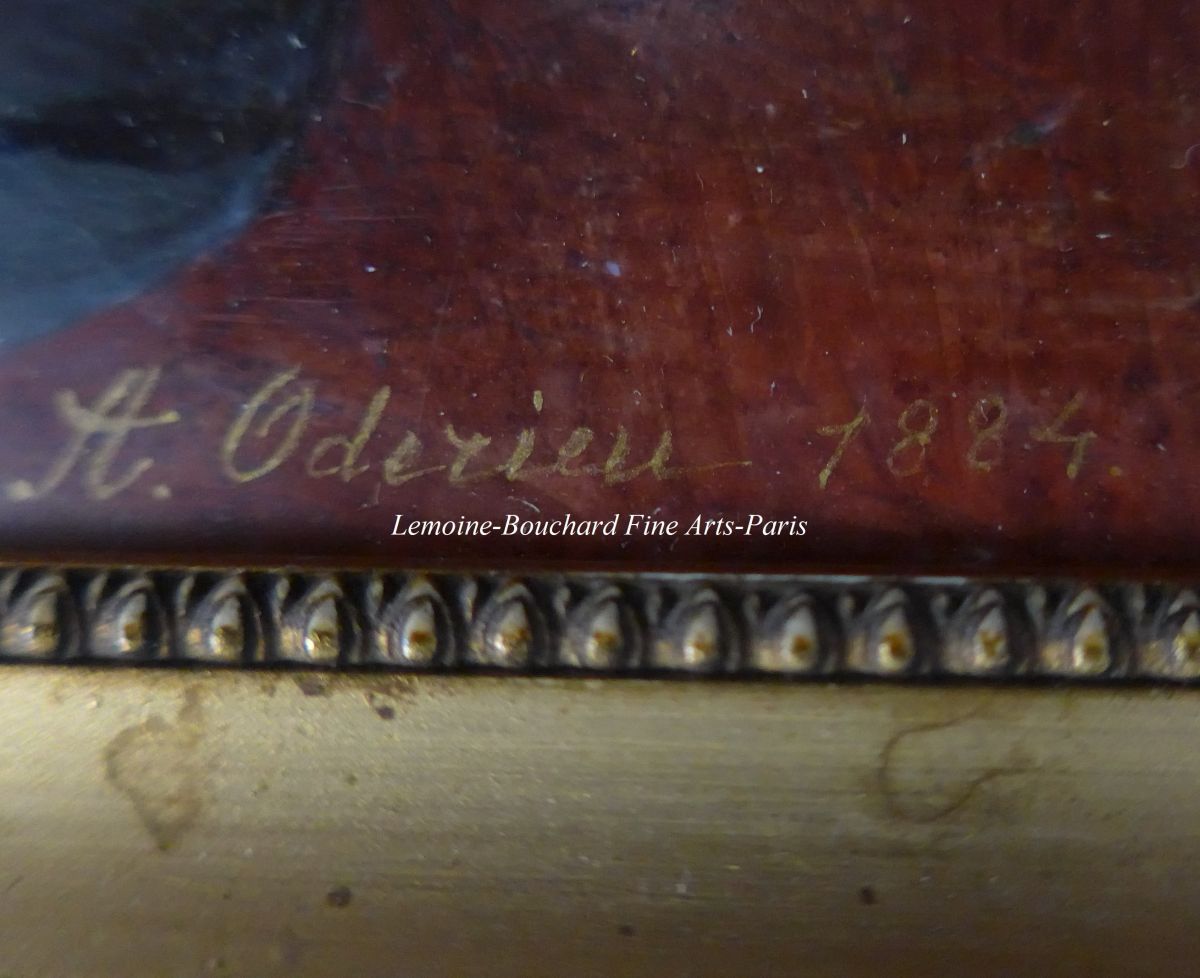 A. Oderieu 1884.
Lemoine-Bouchard Fine Arts-Paris